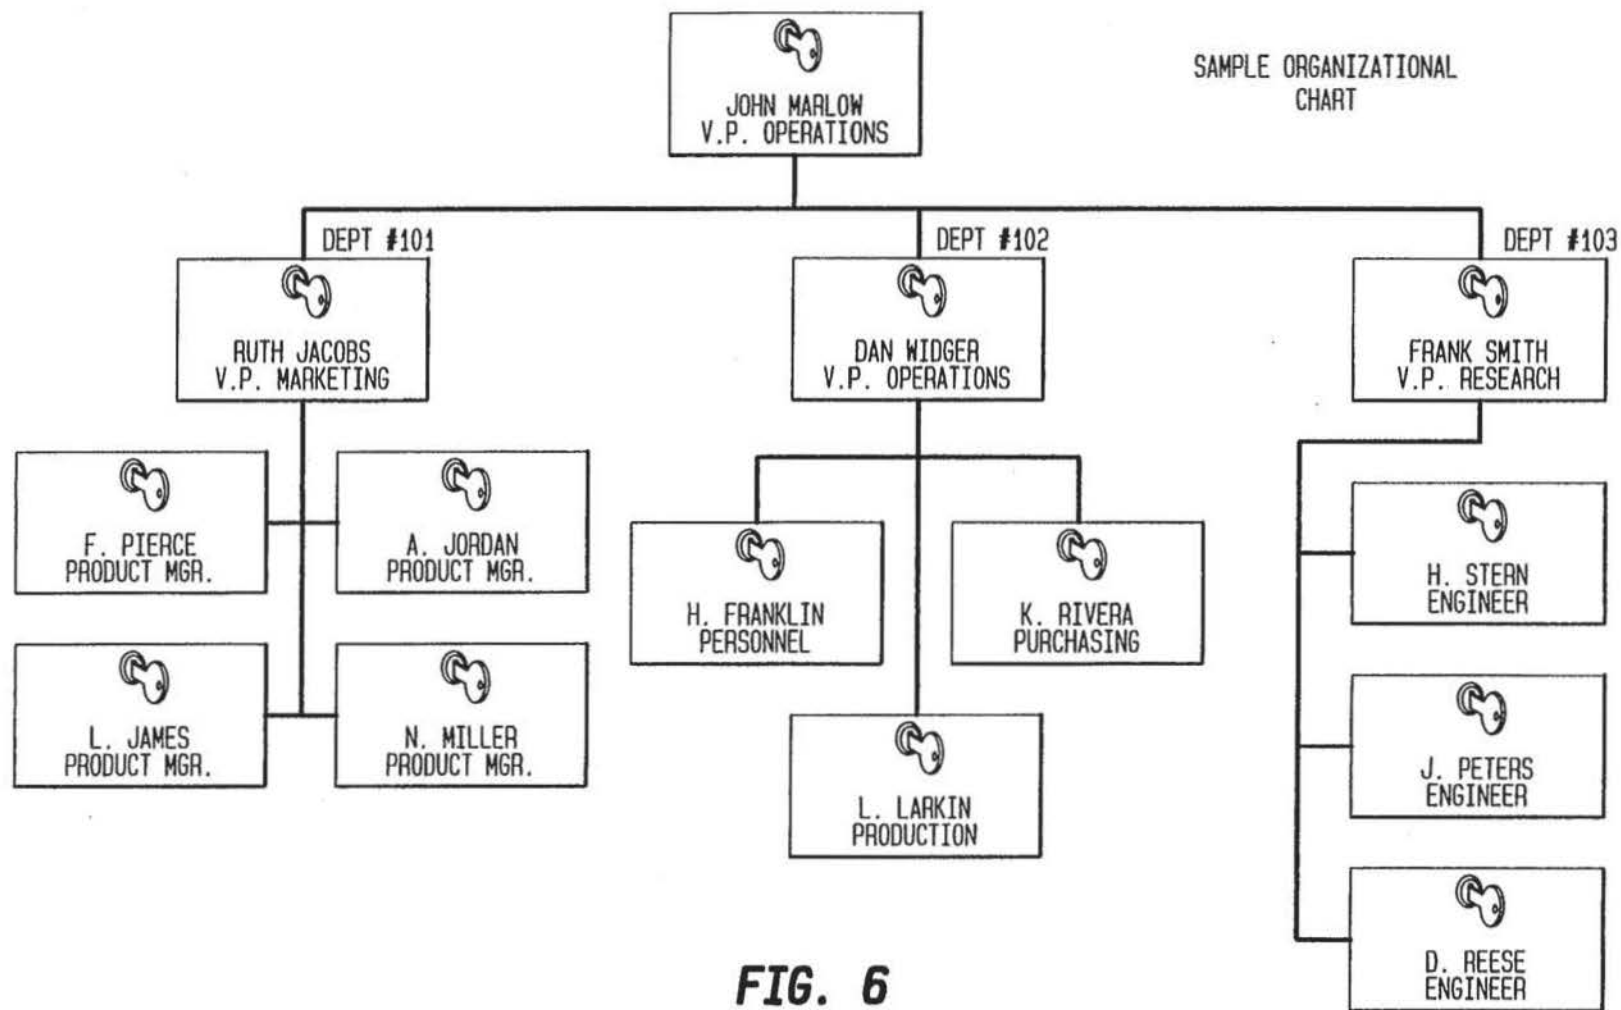 SAMPLE ORGANIZATIONAL
CHART
JOHN MARLOW
V.P. OPERATIONS
DEPT #101
RUTH JACOBS
V.P. MARKETING
DEPT #102
DAN WIDGER
V.P. OPERATIONS
DEPT #103
FRANK SMITH
V.P. RESEARCH
F. PIERCE
PRODUCT MGR.
A. JORDAN
PRODUCT MGR.
L. JAMES
PRODUCT MGR.
N. MILLER
PRODUCT MGR.
H. FRANKLIN
PERSONNEL
K. RIVERA
PURCHASING
L. LARKIN
PRODUCTION
H. STERN
ENGINEER
J. PETERS
ENGINEER
D. REESE
ENGINEER
FIG. 6